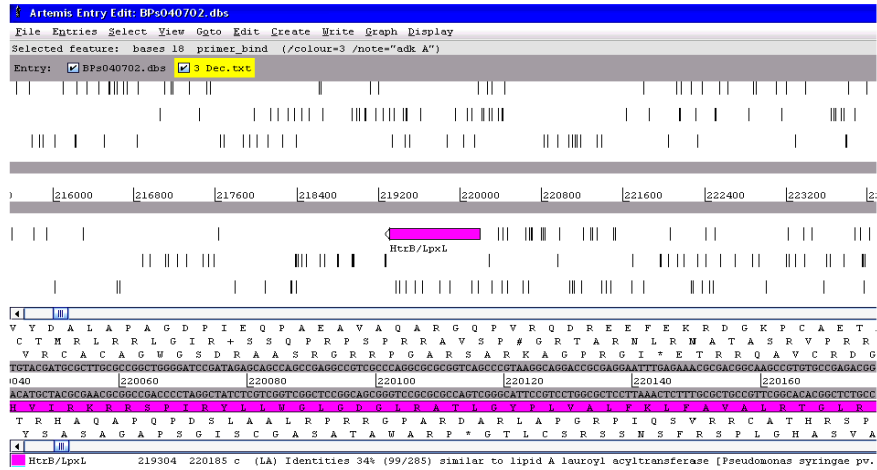 Artemis Entry Edit: BPs040702.dbs
File Entries Select View Goto Edit Create Write Graph Display
Selected feature: bases 18 primer_bind (/colour=3 /note="adk A")
Entry: BPs040702.dbs 3 Dec.txt
216000 216800 217600 218400 219200 220000 220800 221600 222400 223200
HtrB/LpxL
V Y D A L A P A G D P I E Q P A E A V A Q A R G Q P V R Q D R E E F E K R D G K P C A E T
C T M R L R R L G I R + S S Q P R P S P R R A V S P # G R T A R N L R N A T A S R V P R R
V R C A C A G W G S D R A A S R G R R P G A R S A R K A G P R G I * E T R R Q A V C R D G
TGTACGATGCGCTTGCGCCGGCTGGGGATCCGATAGAGCAGCCAGCCGAGGCCGTCGCCCAGGCGCGCGGTCAGCCCGTAAGGCAGGACCGCGAGGAATTTGAGAAACGCGACGGCAAGCCGTGTGCCGAGACGG
040 220060 220080 220100 220120 220140 220160
ACATGCTACGCGAACGCGGCCGACCCCTAGGCTATCTCGTCGGTCGGCTCCGGCAGCGGGTCCGCGCGCCAGTCGGGCATTCCGTCCTGGCGCTCCTTAAACTCTTTGCGCTGCCGTTCGGCACACGGCTCTGCC
H V I R K R R S P I R Y L L W G L G D G L R A T L G Y P L V A L F K L F A V A L R T G L R
T R H A Q A P Q P D S L A A L R P R R G P A R D A R L A P G R P I Q S V R R C A T H R S P
Y S A S A G A P S G I S C G A S A T A W A R P * G T L C S R S S N S F R S P L G H A S V A
HtrB/LpxL 219304 220185 c (LA) Identities 34% (99/285) similar to lipid A lauroyl acyltransferase [Pseudomonas syringae pv.